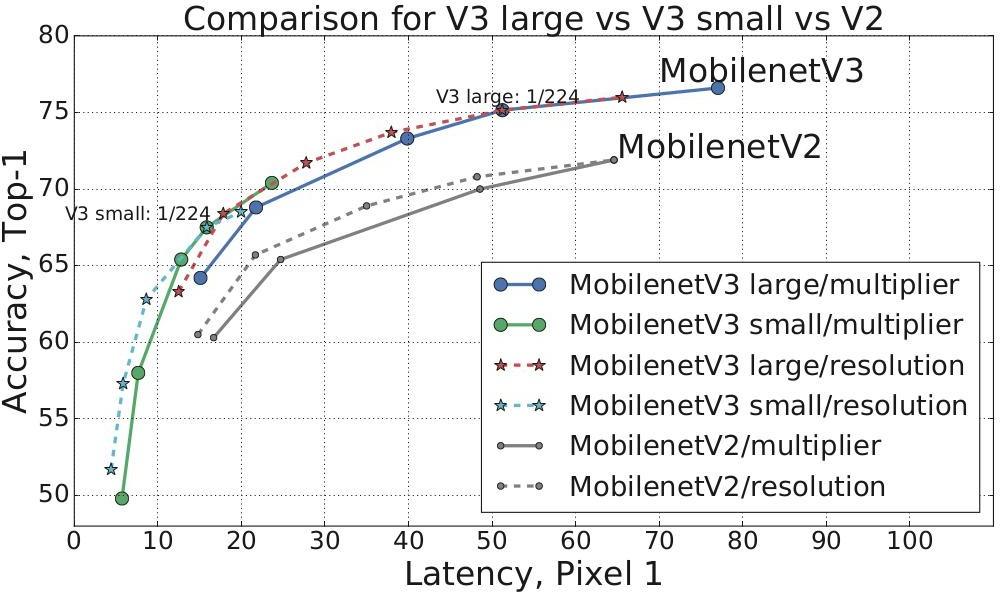 Comparison for V3 large vs V3 small vs V2
80
75
70
65
60
55
50
Accuracy, Top-1
MobilenetV3
V3 large: 1/224
MobilenetV2
V3 small: 1/224
MobilenetV3 large/multiplier
MobilenetV3 small/multiplier
MobilenetV3 large/resolution
MobilenetV3 small/resolution
MobilenetV2/multiplier
MobilenetV2/resolution
0 10 20 30 40 50 60 70 80 90 100
Latency, Pixel 1